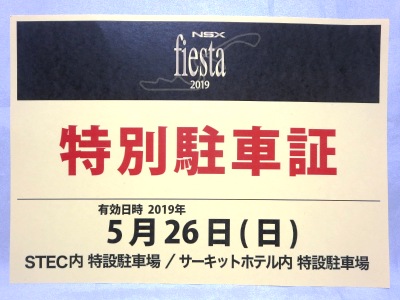 NSX
fiesta
2019
特別駐車証
有効日時 2019年
5月26日(日)
STEC内 特設駐車場 / サーキットホテル内 特設駐車場